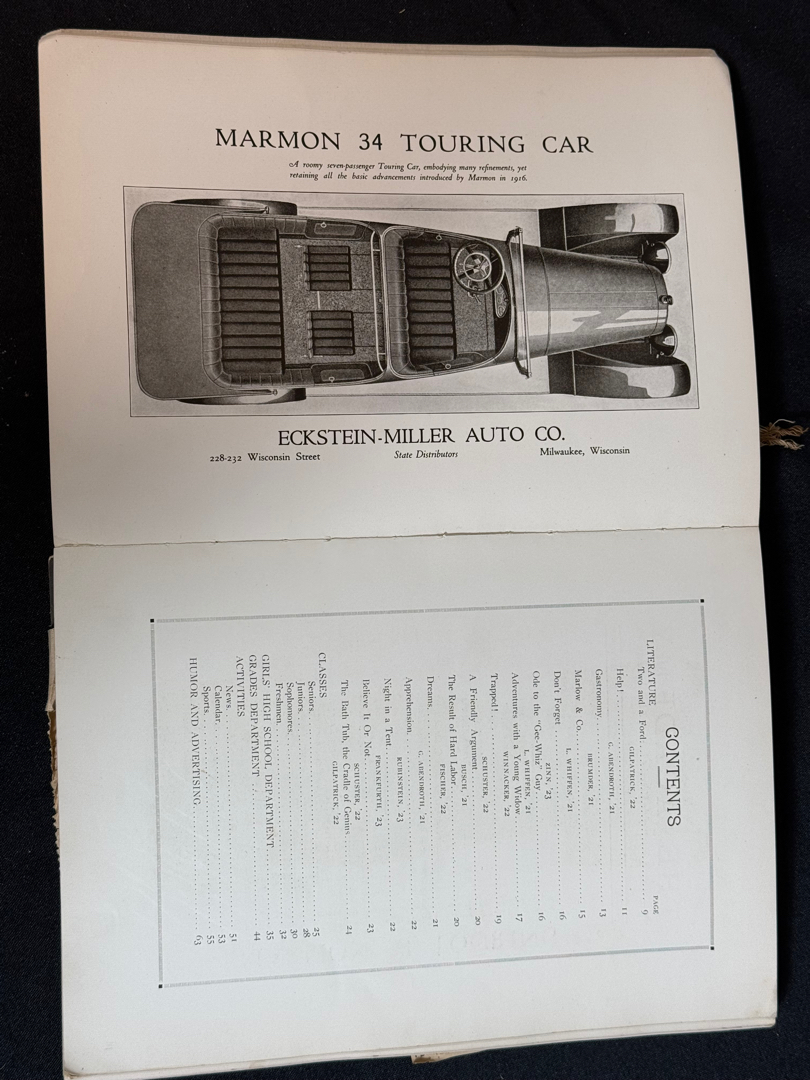 MARMON 34 TOURING CAR
A roomy seven-passenger Touring Car, embodying many refinements, yet
retaining all the basic advancements introduced by Marmon in 1916.
ECKSTEIN-MILLER AUTO CO.
228-232 Wisconsin Street State Distributors Milwaukee, Wisconsin
CONTENTS
PAGE
LITERATURE
Two and a Ford 9
GILPATRICK, '22
Help! 11
G. ABENDROTH, '21
Gastronomy 13
BRUMDER, '21
Marlow & Co. 15
L. WHIFFEN, '21
Don't Forget 16
ZINN, '23
Ode to the "Gee-Whiz" Guy 16
L. WHIFFEN, '21
Adventures with a Young Widow 17
WINNACKER, '22
Trapped! 19
SCHUSTER, '22
A Friendly Argument 20
BUSCH, '21
The Result of Hard Labor 20
FISCHER, '22
Dreams 21
G. ABENDROTH, '21
Apprehension 22
RUBINSTEIN, '23
Night in a Tent 22
FRANKFURTH, '23
Believe It Or Not 23
SCHUSTER, '22
The Bath Tub, the Cradle of Genius 24
GILPATRICK, '22
CLASSES
Seniors 25
Juniors 28
Sophomores 30
Freshmen 32
GIRLS' HIGH SCHOOL DEPARTMENT 35
GRADES DEPARTMENT 44
ACTIVITIES
News 51
Calendar 53
Sports 55
HUMOR AND ADVERTISING 63